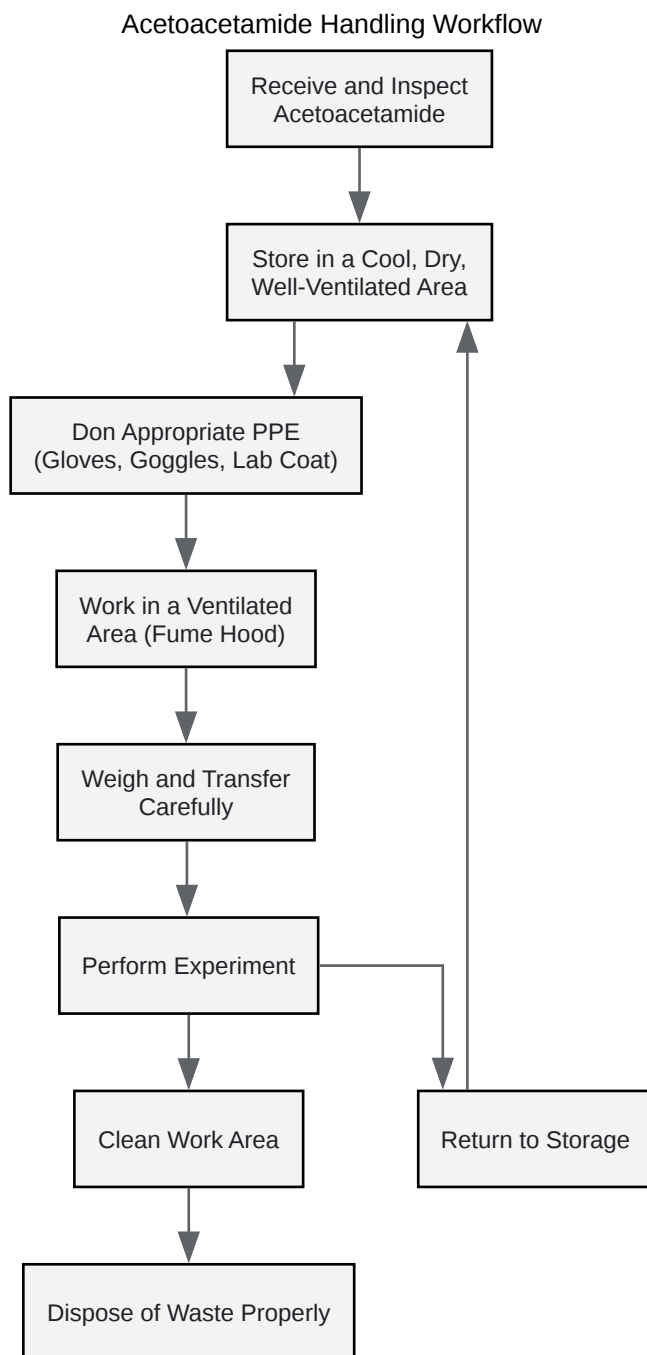 Acetoacetamide Handling Workflow
Receive and Inspect
Acetoacetamide
Store in a Cool, Dry,
Well-Ventilated Area
Don Appropriate PPE
(Gloves, Goggles, Lab Coat)
Work in a Ventilated
Area (Fume Hood)
Weigh and Transfer
Carefully
Perform Experiment
Clean Work Area
Return to Storage
Dispose of Waste Properly